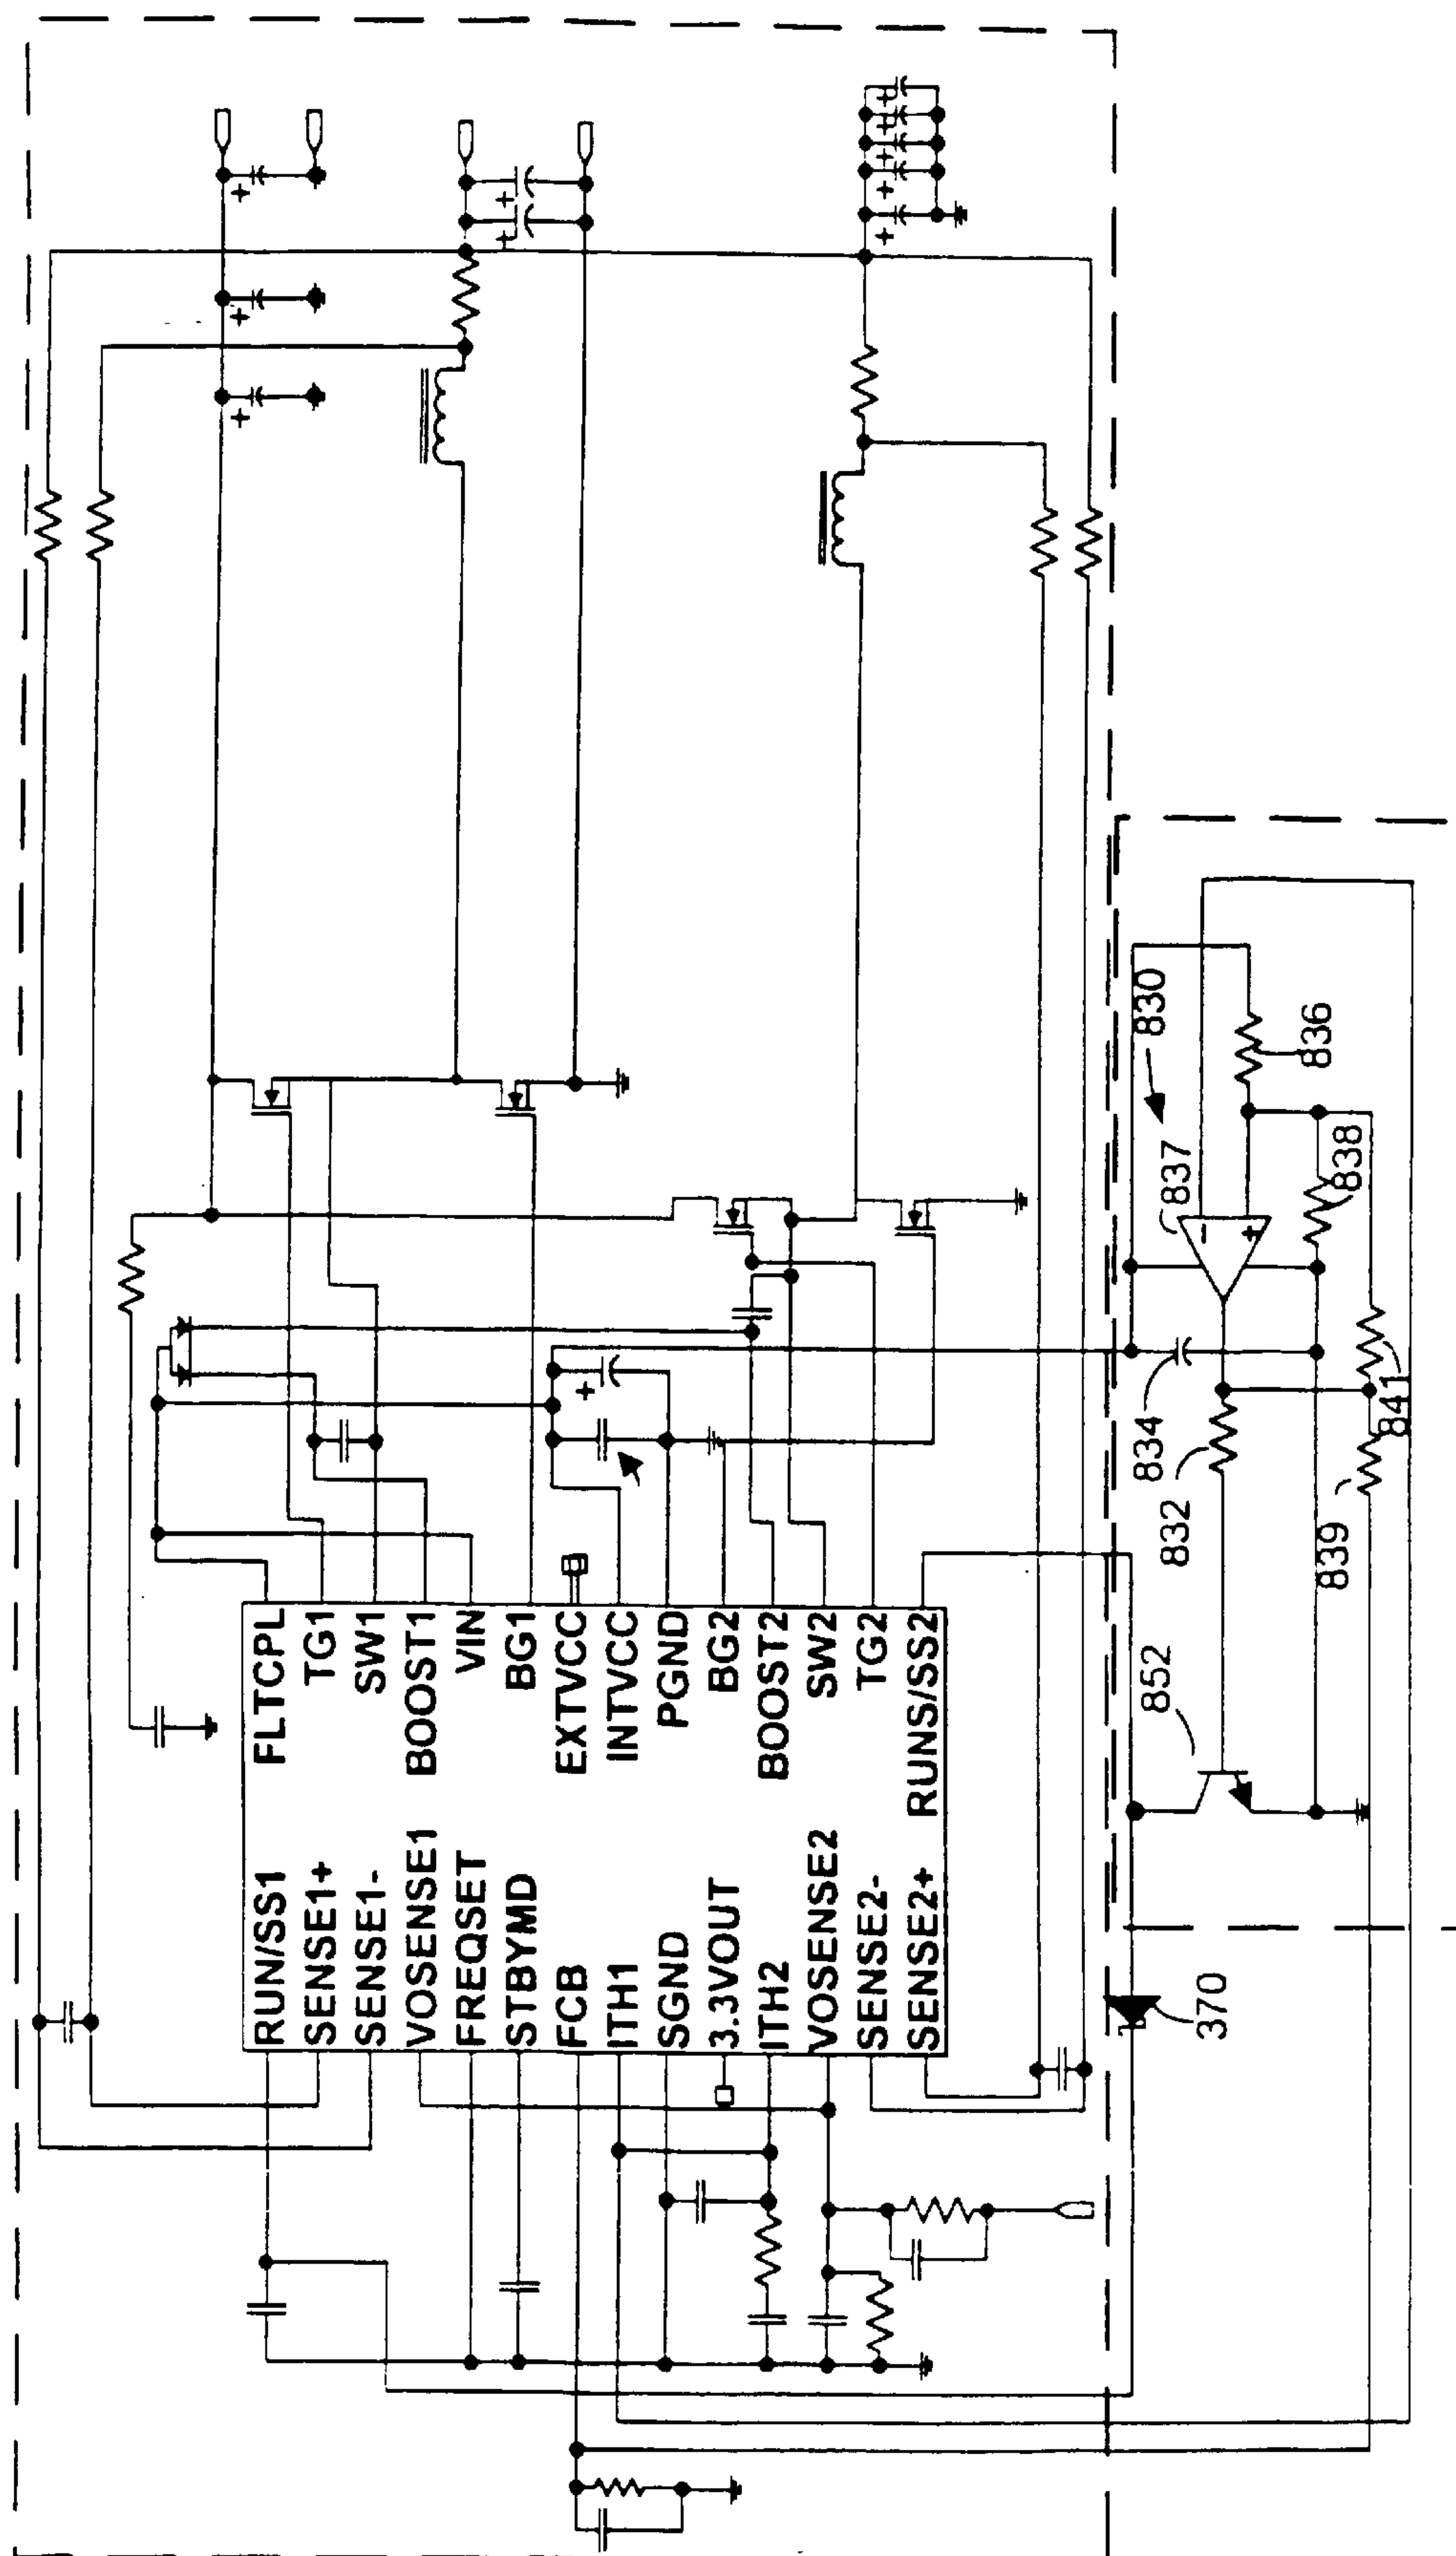 FLTCPL
TG1
SW1
BOOST1
VIN
BG1
EXTVCC
INTVCC
PGND
BG2
BOOST2
SW2
TG2
RUNS/SS2
RUN/SS1
SENSE1+
SENSE1-
VOSENSE1
FREQSET
STBYMD
FCB
ITH1
SGND
3.3VOUT
ITH2
VOSENSE2
SENSE2-
SENSE2+
830
836
837
838
834
841
832
839
852
370